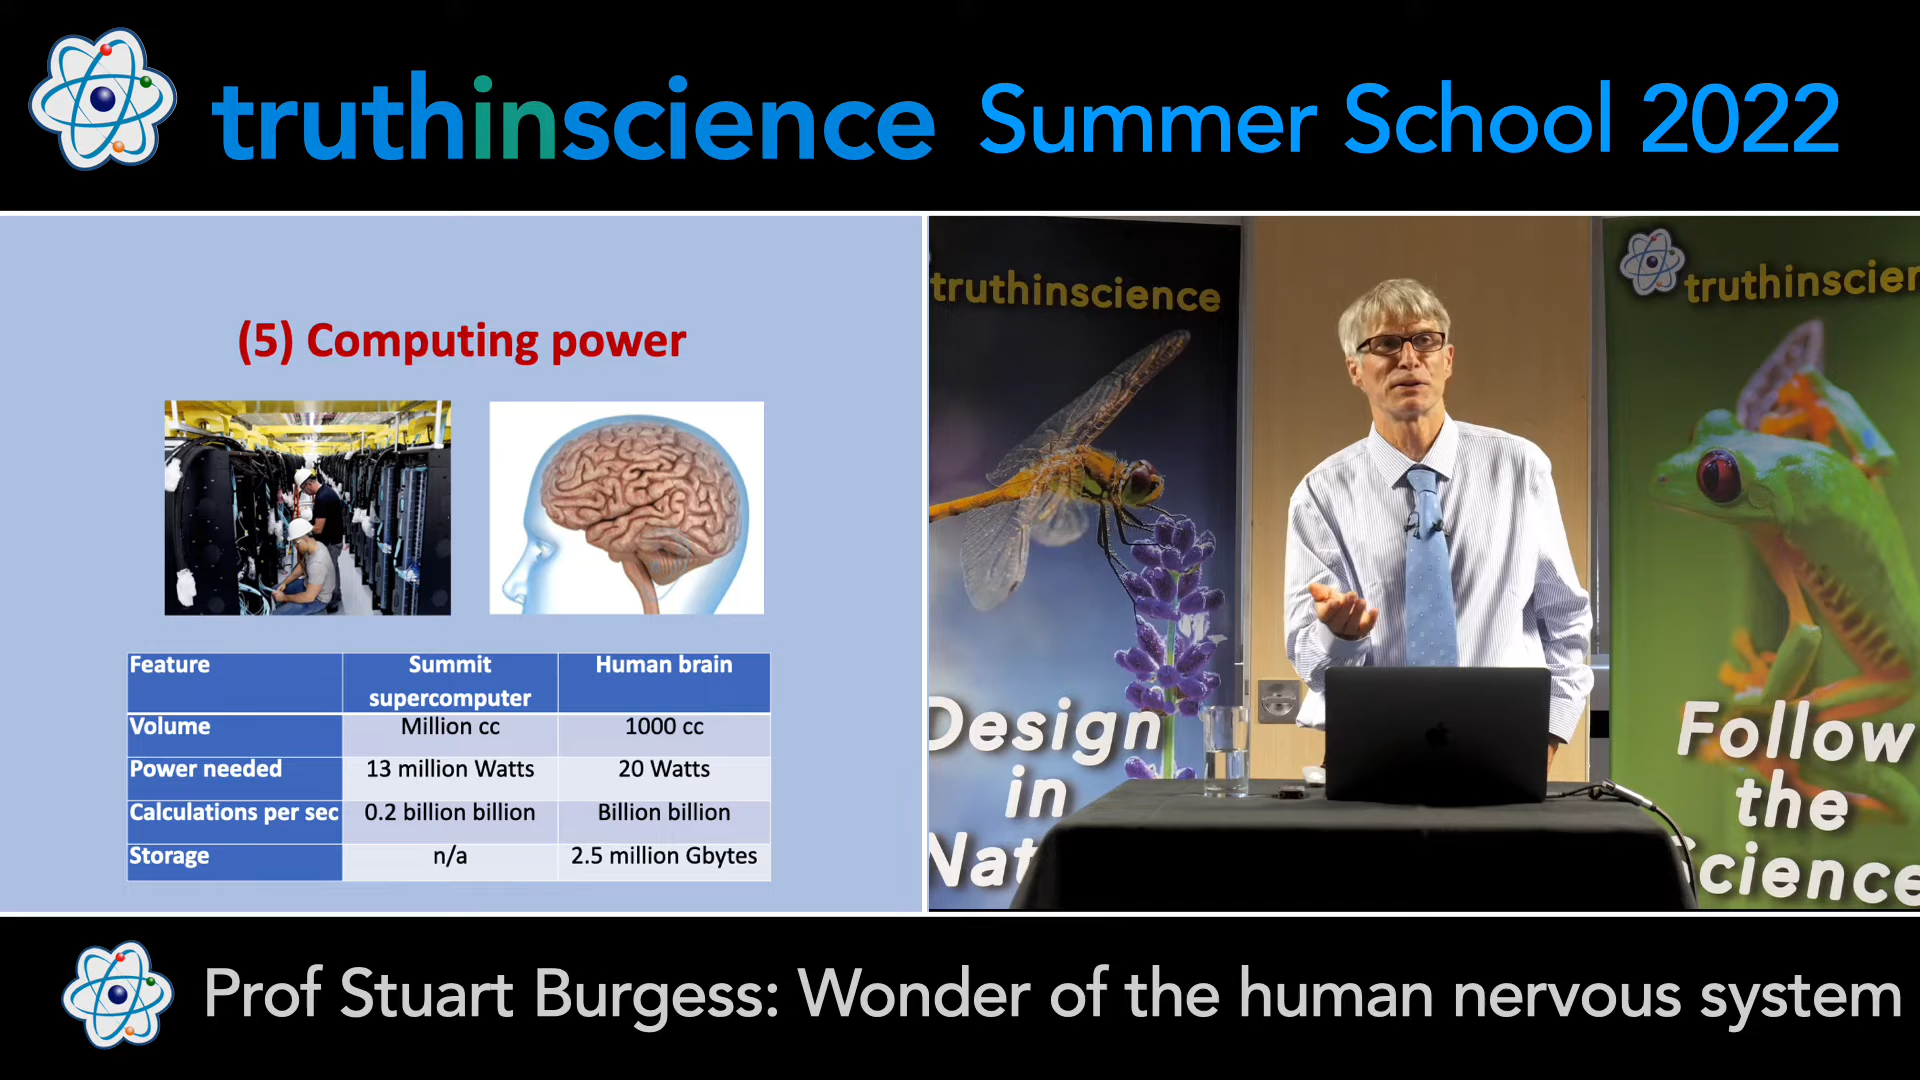 truthinscience Summer School 2022
(5) Computing power
Feature Summit supercomputer Human brain
Volume Million cc 1000 cc
Power needed 13 million Watts 20 Watts
Calculations per sec 0.2 billion billion Billion billion
Storage n/a 2.5 million Gbytes
truthinscience
Design
in
Nat
truthinscien
Follow
the
Science
Prof Stuart Burgess: Wonder of the human nervous system